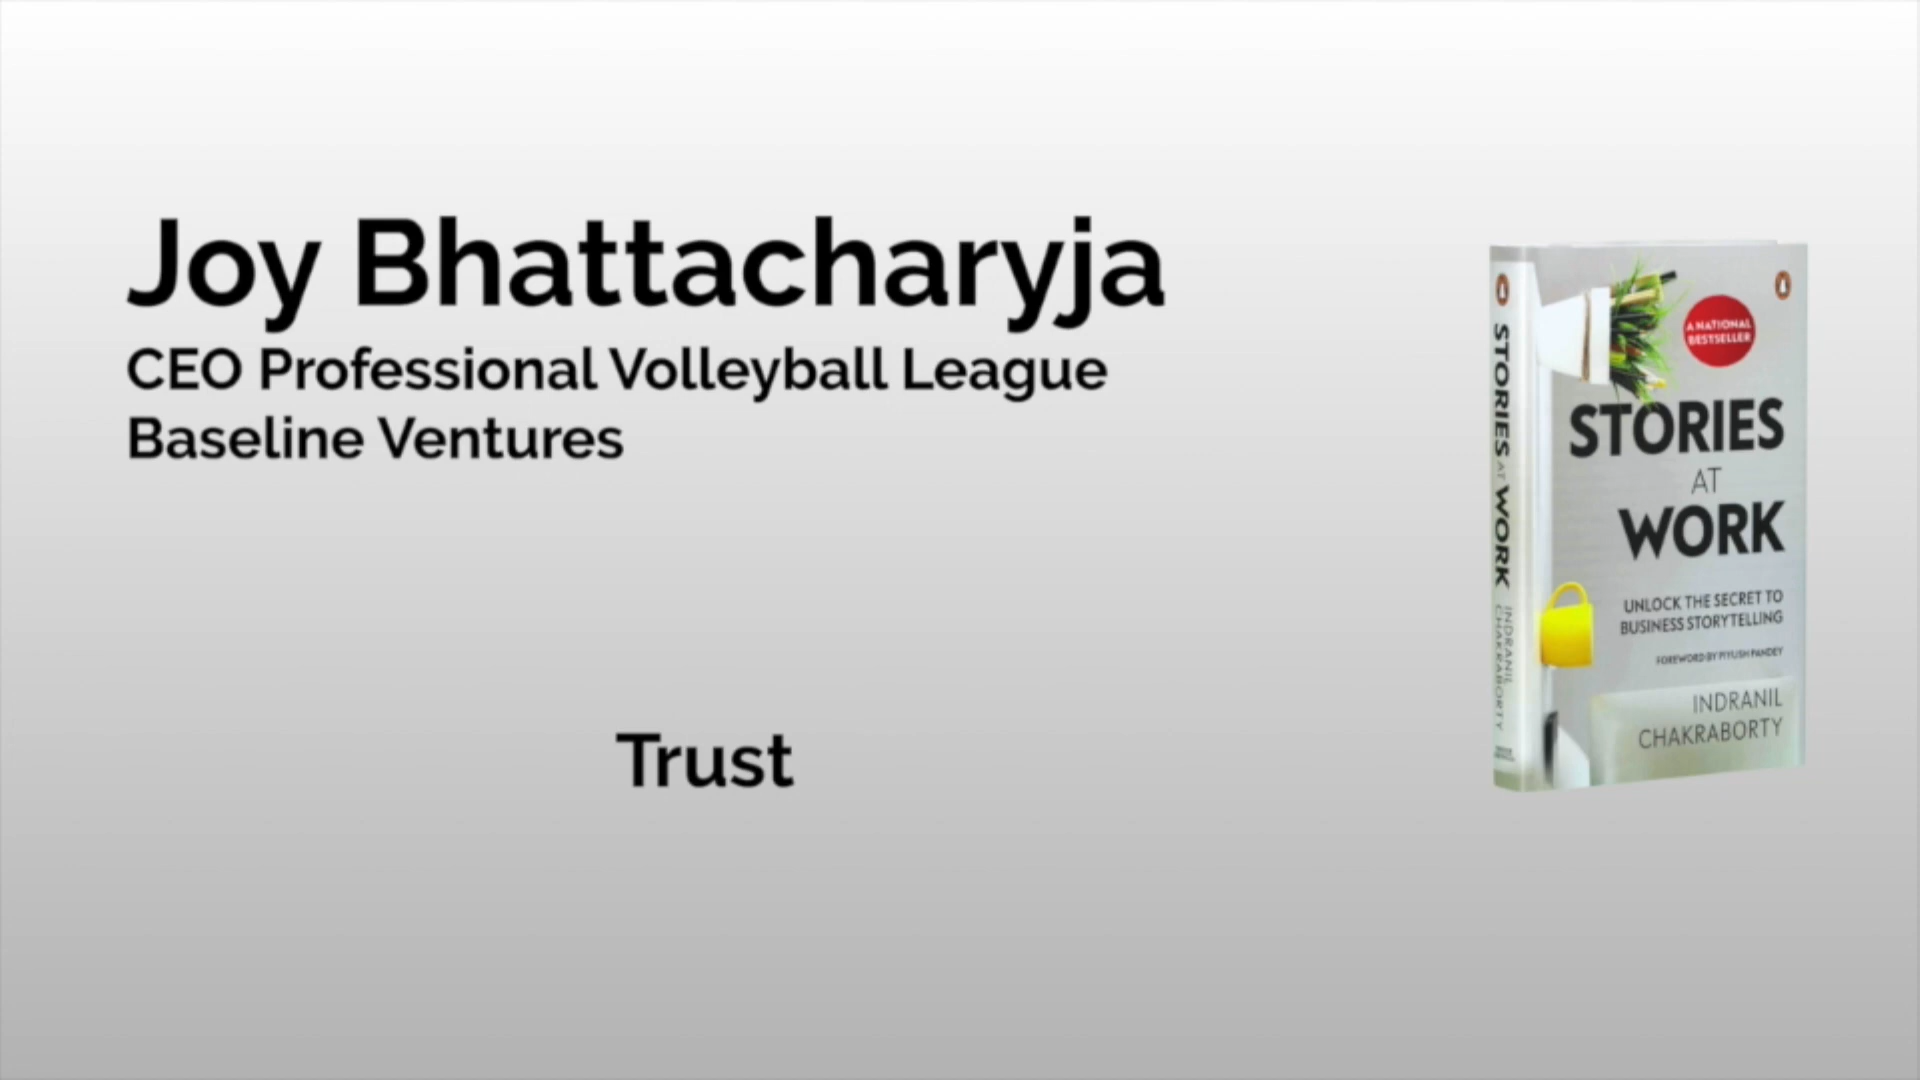 Joy Bhattacharyja
CEO Professional Volleyball League
Baseline Ventures
Trust
STORIES AT WORK INDRANIL CHAKRABORTY
A NATIONAL
BESTSELLER
STORIES
AT
WORK
UNLOCK THE SECRET TO
BUSINESS STORYTELLING
FOREWORD BY PIYUSH PANDEY
INDRANIL
CHAKRABORTY